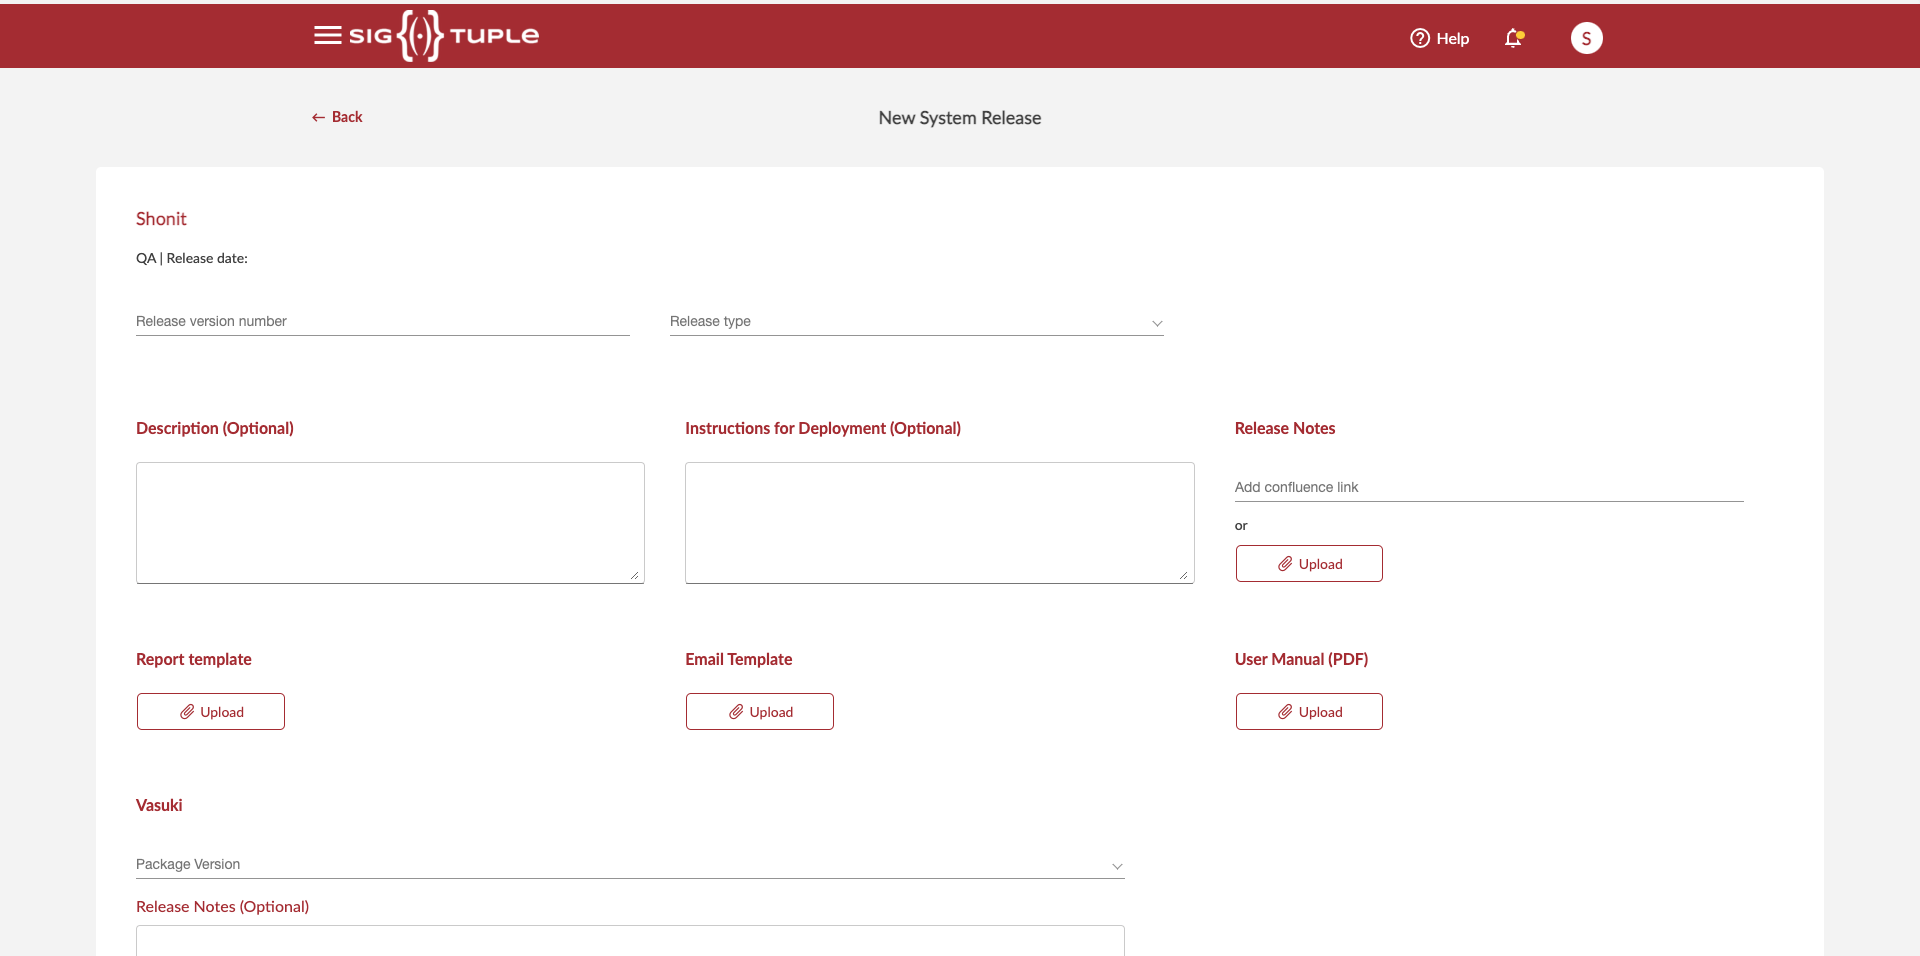 SIG{(·)}TUPLE
Help
S
← Back
New System Release
Shonit
QA | Release date:
Release version number
Release type
Description (Optional)
Instructions for Deployment (Optional)
Release Notes
Add confluence link
or
Upload
Report template
Email Template
User Manual (PDF)
Upload
Upload
Upload
Vasuki
Package Version
Release Notes (Optional)